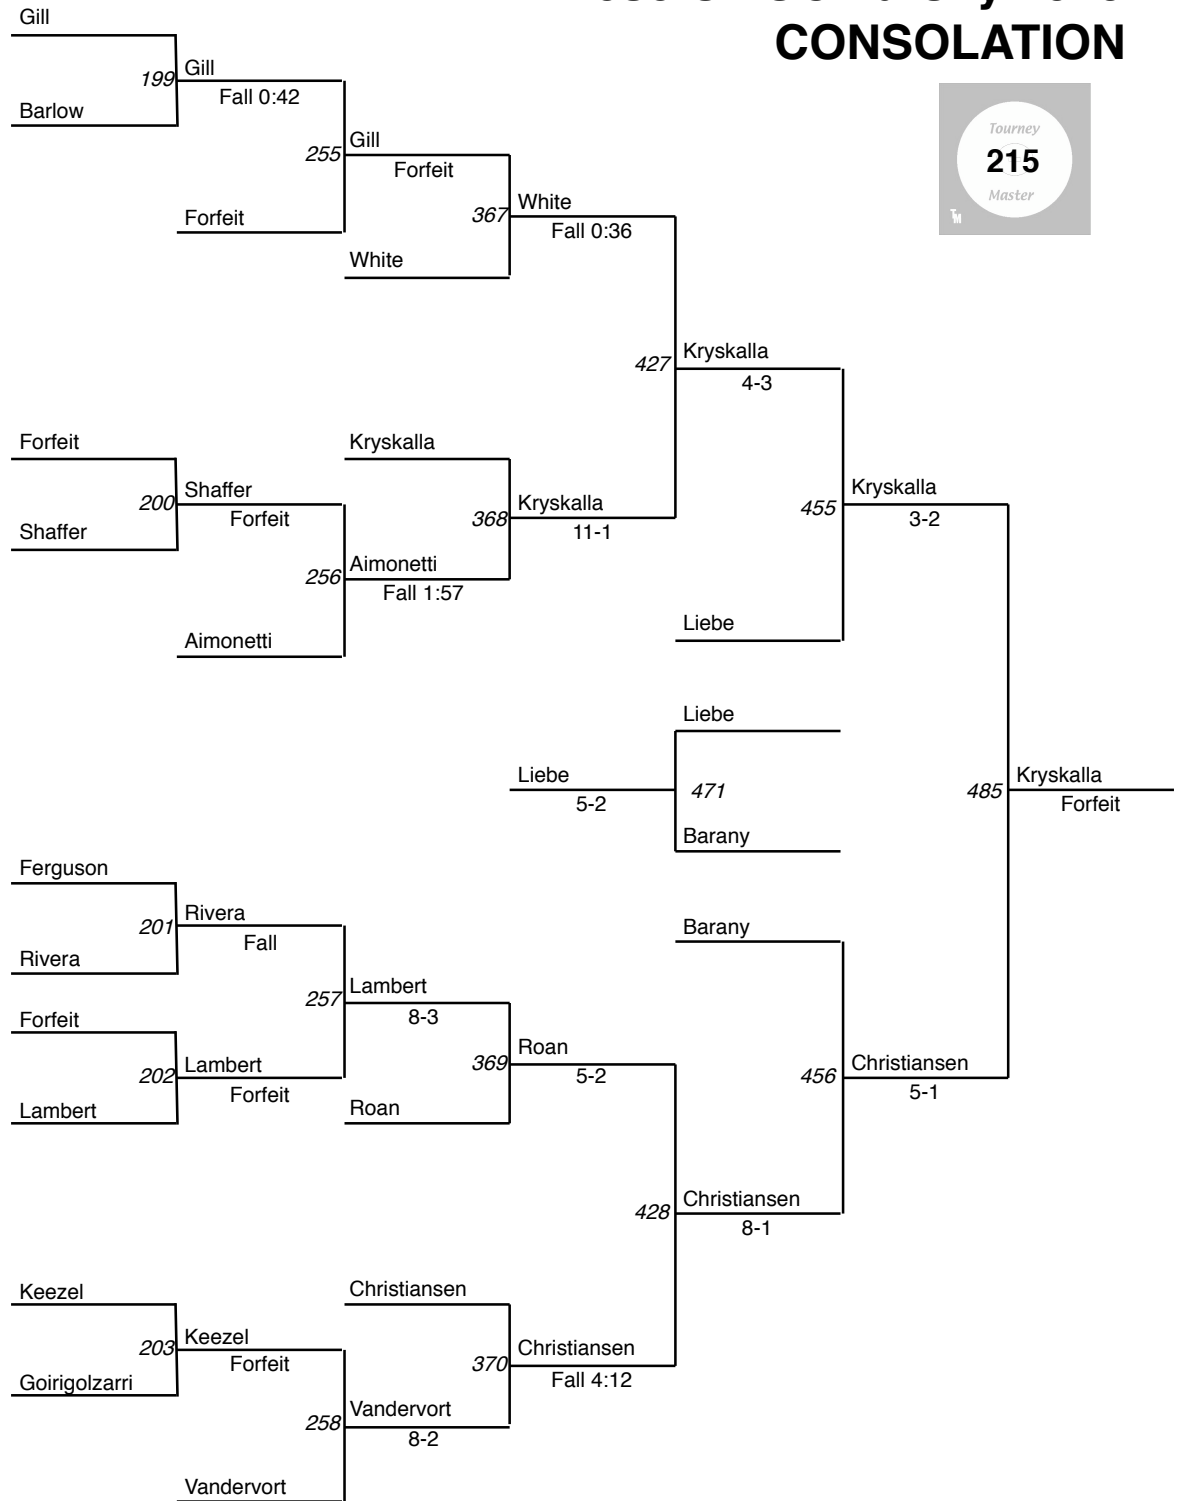 CONSOLATION
Tourney
215
Master
TM
Gill
199
Gill
Fall 0:42
Barlow
255
Gill
Forfeit
Forfeit
367
White
Fall 0:36
White
427
Kryskalla
4-3
Forfeit
Kryskalla
200
Shaffer
Forfeit
Shaffer
368
Kryskalla
11-1
256
Aimonetti
Fall 1:57
Aimonetti
455
Kryskalla
3-2
Liebe
Liebe
Liebe
5-2
471
Barany
485
Kryskalla
Forfeit
Ferguson
201
Rivera
Fall
Rivera
Barany
257
Lambert
8-3
Forfeit
202
Lambert
Forfeit
Lambert
369
Roan
5-2
Roan
456
Christiansen
5-1
428
Christiansen
8-1
Keezel
Christiansen
203
Keezel
Forfeit
Goirigolzarri
370
Christiansen
Fall 4:12
258
Vandervort
8-2
Vandervort